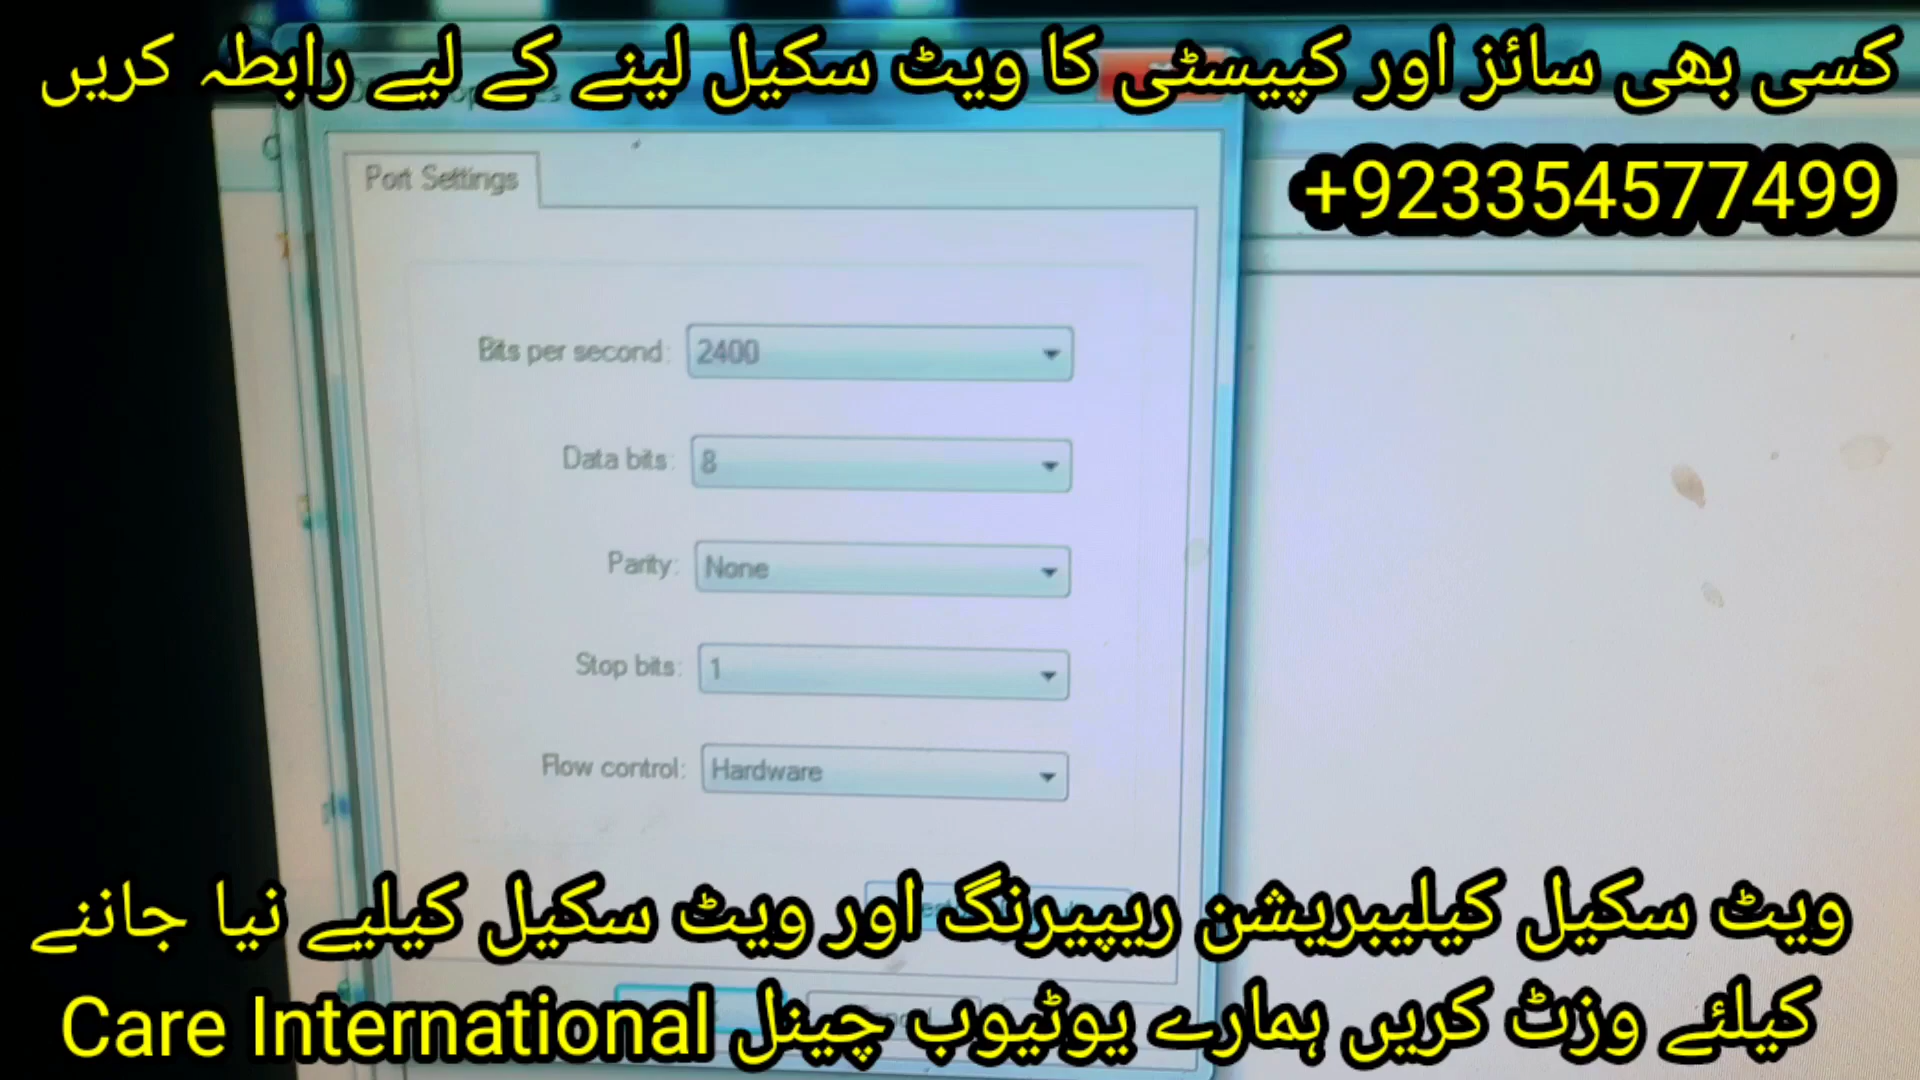 کسی بھی سائز اور کپیسٹی کا ویٹ سکیل لینے کے لیے رابطہ کریں
+923354577499
Port Settings
Bits per second: 2400
Data bits: 8
Parity: None
Stop bits: 1
Flow control: Hardware
ویٹ سکیل کیلیبریشن ریپیرنگ اور ویٹ سکیل کیلیے نیا جاننے
کیلئے وزٹ کریں ہمارے یوٹیوب چینل Care International